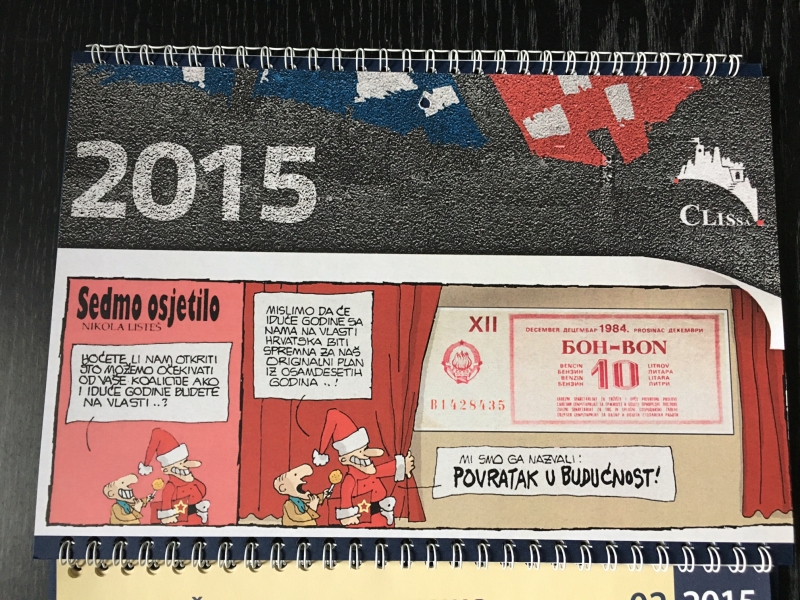 2015
CLISSA
Sedmo osjetilo
NIKOLA LISTEŠ
HOĆETE LI NAM OTKRITI
ŠTO MOŽEMO OČEKIVATI
OD VAŠE KOALICIJE AKO
I IDUĆE GODINE BUDETE
NA VLASTI..?
MISLIMO DA ĆE
IDUĆE GODINE SA
NAMA NA VLASTI
HRVATSKA BITI
SPREMNA ZA NAŠ
ORIGINALNI PLAN
IZ OSAMDESETIH
GODINA ..!
XII
DECEMBER ДЕЦЕМБАР 1984. PROSINAC ДЕКЕМВРИ
БОН-BON
BENCIN
БЕНЗИН
BENZIN
БЕНЗИН
10
LITROV
ЛИТАРА
LITARA
ЛИТРИ
B1428435
MI SMO GA NAZVALI:
POVRATAK U BUDUĆNOST!
02 2015